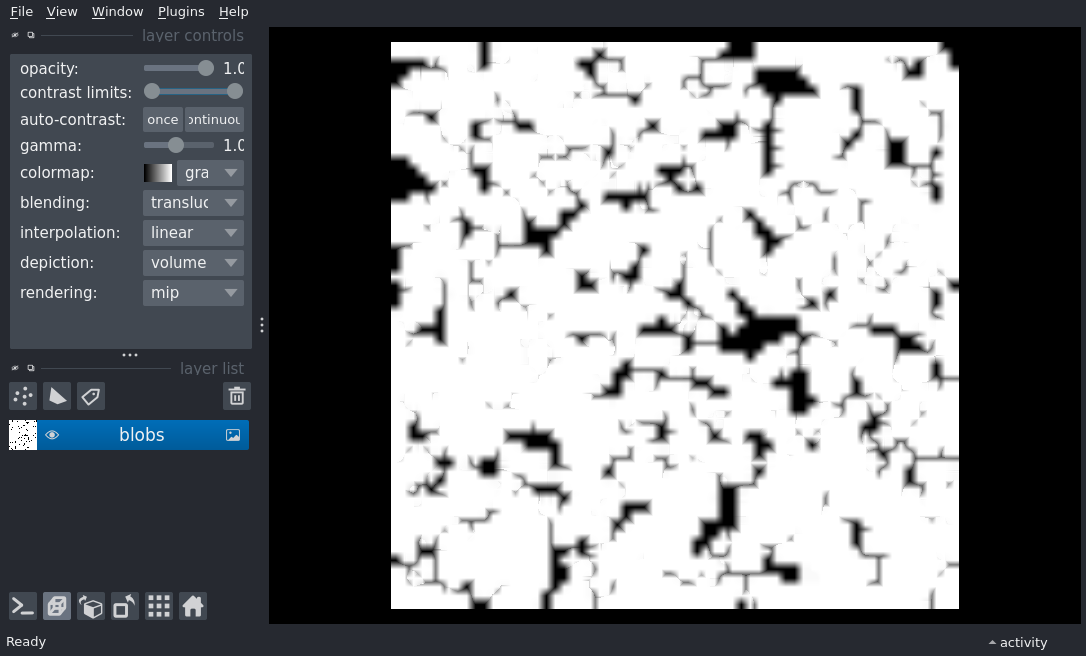 File View Window Plugins Help
layer controls
opacity: 1.0
contrast limits:
auto-contrast: once ontinuou
gamma: 1.0
colormap: gra
blending: transluc
interpolation: linear
depiction: volume
rendering: mip
layer list
blobs
Ready activity